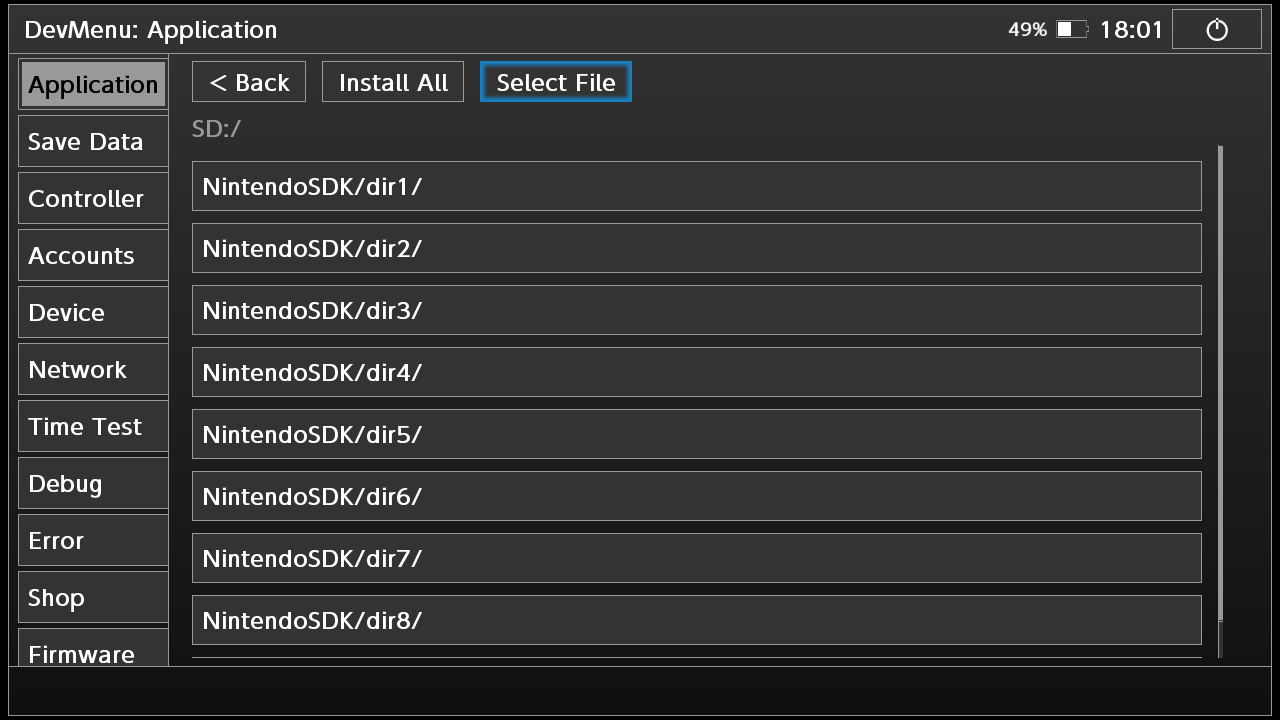 DevMenu: Application
49%
18:01
Application
Save Data
Controller
Accounts
Device
Network
Time Test
Debug
Error
Shop
Firmware
< Back
Install All
Select File
SD:/
NintendoSDK/dir1/
NintendoSDK/dir2/
NintendoSDK/dir3/
NintendoSDK/dir4/
NintendoSDK/dir5/
NintendoSDK/dir6/
NintendoSDK/dir7/
NintendoSDK/dir8/